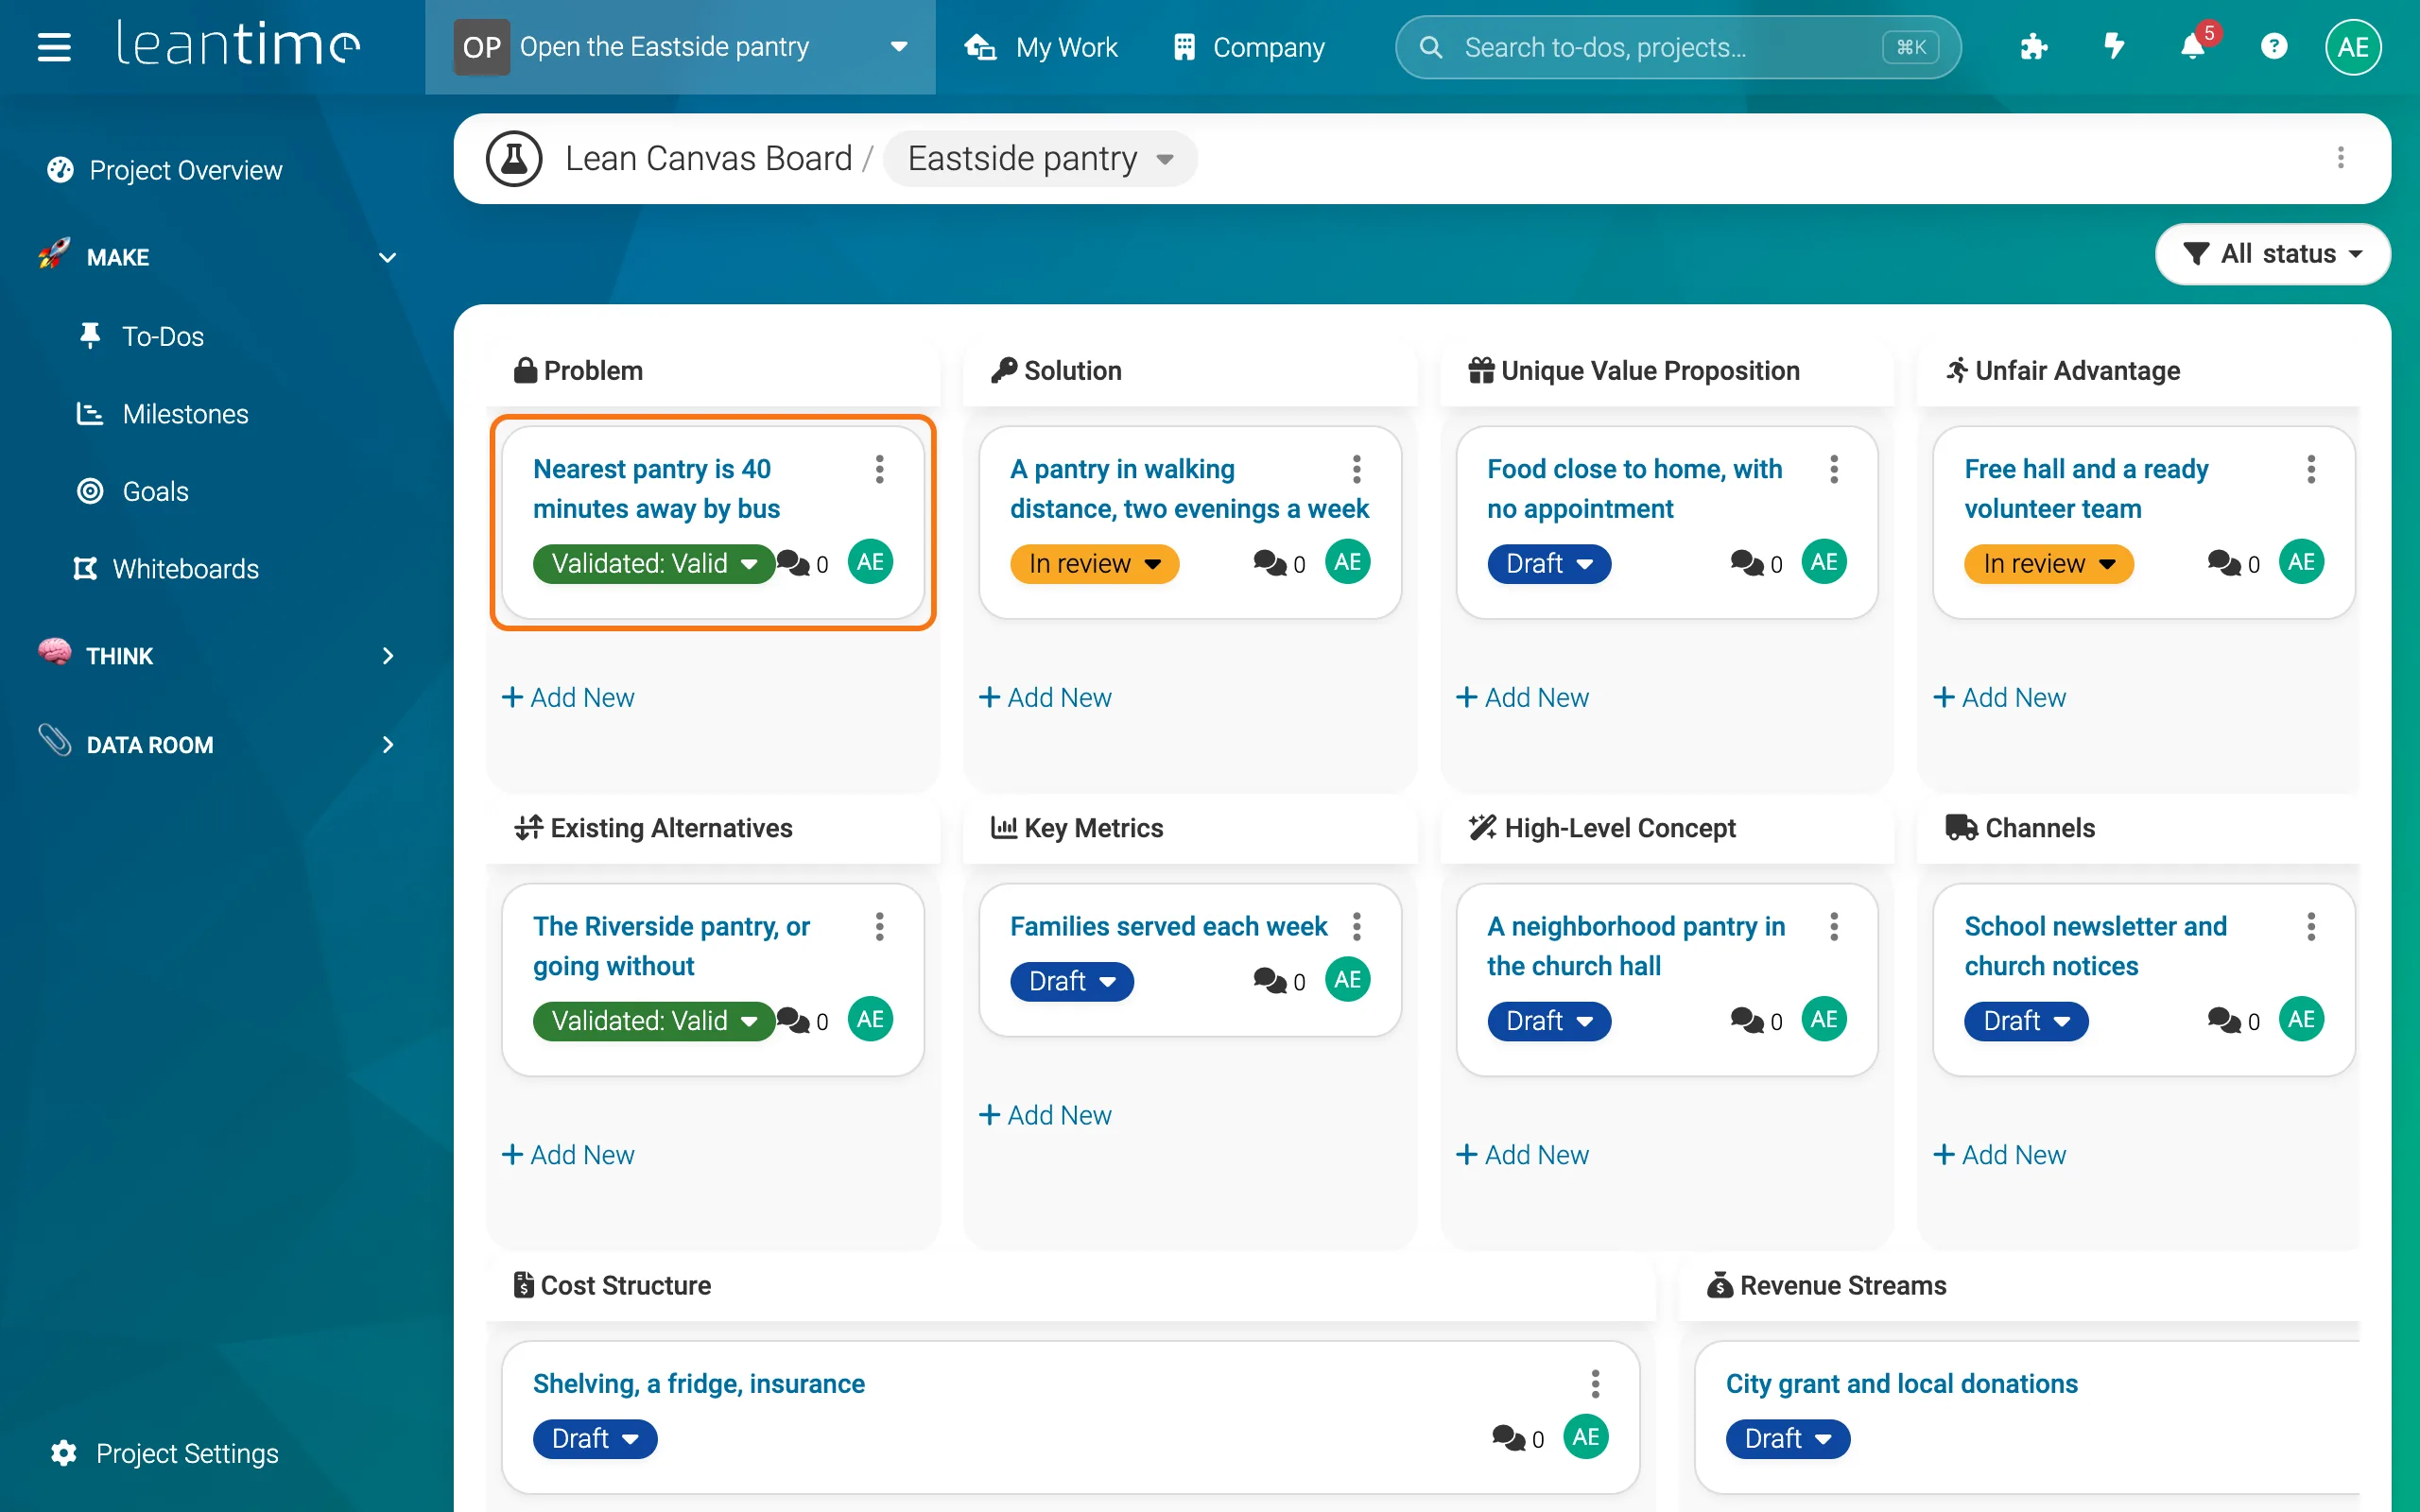 leantime
OP Open the Eastside pantry
My Work
Company
Search to-dos, projects...
⌘K
5
AE
Project Overview
MAKE
To-Dos
Milestones
Goals
Whiteboards
THINK
DATA ROOM
Project Settings
Lean Canvas Board / Eastside pantry
All status
Problem
Nearest pantry is 40
minutes away by bus
Validated: Valid 0 AE
+ Add New
Solution
A pantry in walking
distance, two evenings a week
In review 0 AE
+ Add New
Unique Value Proposition
Food close to home, with
no appointment
Draft 0 AE
+ Add New
Unfair Advantage
Free hall and a ready
volunteer team
In review 0 AE
+ Add New
Existing Alternatives
The Riverside pantry, or
going without
Validated: Valid 0 AE
+ Add New
Key Metrics
Families served each week
Draft 0 AE
+ Add New
High-Level Concept
A neighborhood pantry in
the church hall
Draft 0 AE
+ Add New
Channels
School newsletter and
church notices
Draft 0 AE
+ Add New
Cost Structure
Shelving, a fridge, insurance
Draft 0 AE
Revenue Streams
City grant and local donations
Draft